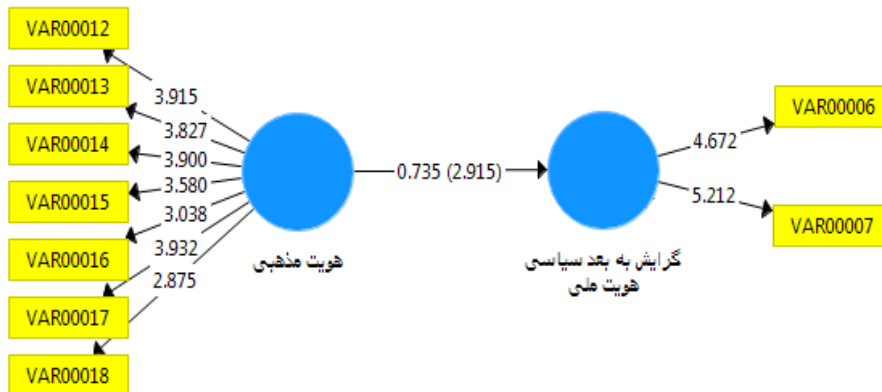 VAR00012
VAR00013
VAR00014
VAR00015
VAR00016
VAR00017
VAR00018
3.915
3.827
3.900
3.580
3.038
3.932
2.875
هویت مذهبی
0.735 (2.915)
گرایش به بعد سیاسی
هویت ملی
4.672
5.212
VAR00006
VAR00007